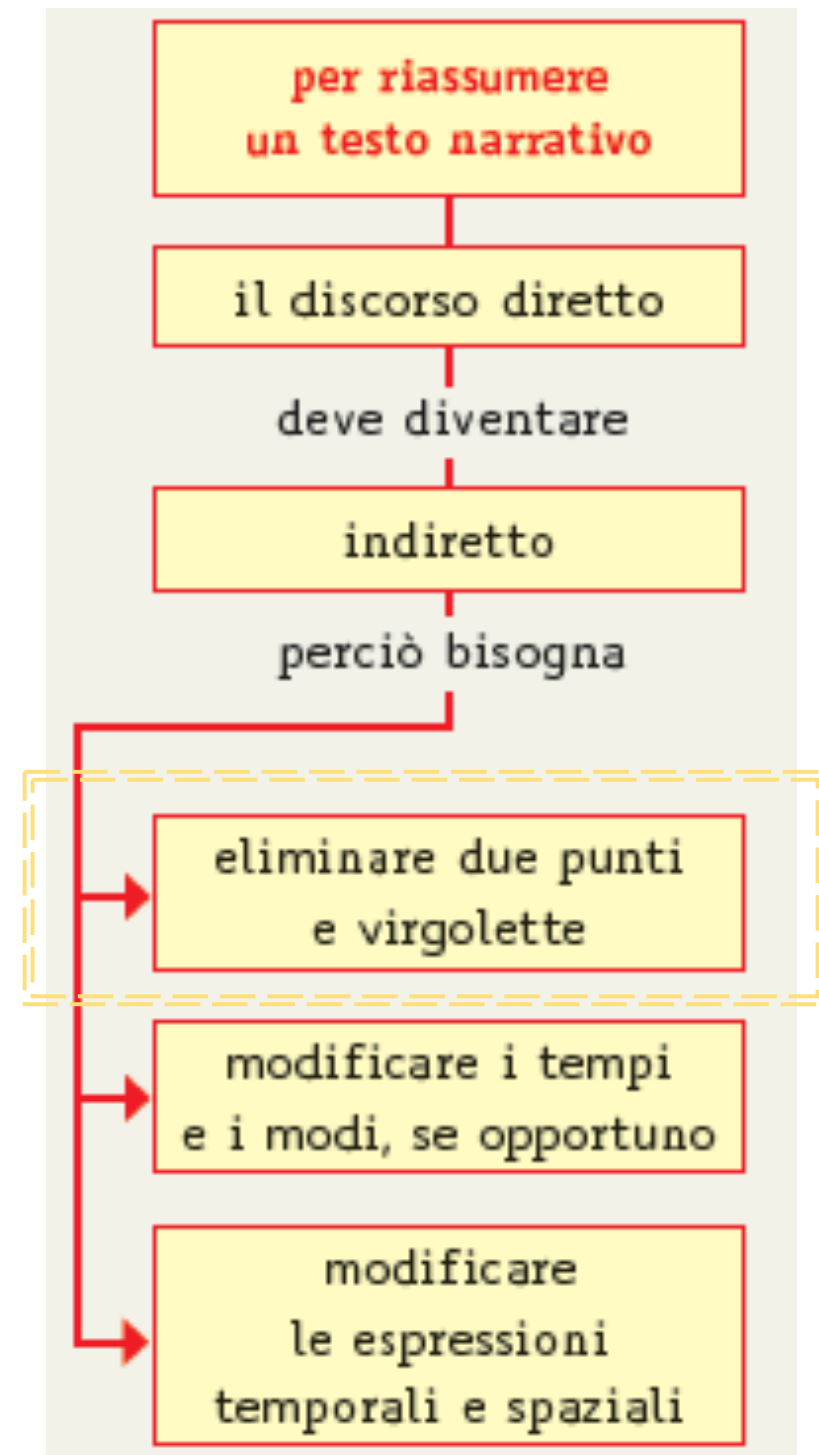 per riassumere
un testo narrativo
il discorso diretto
deve diventare
indiretto
perciò bisogna
eliminare due punti
e virgolette
modificare i tempi
e i modi, se opportuno
modificare
le espressioni
temporali e spaziali